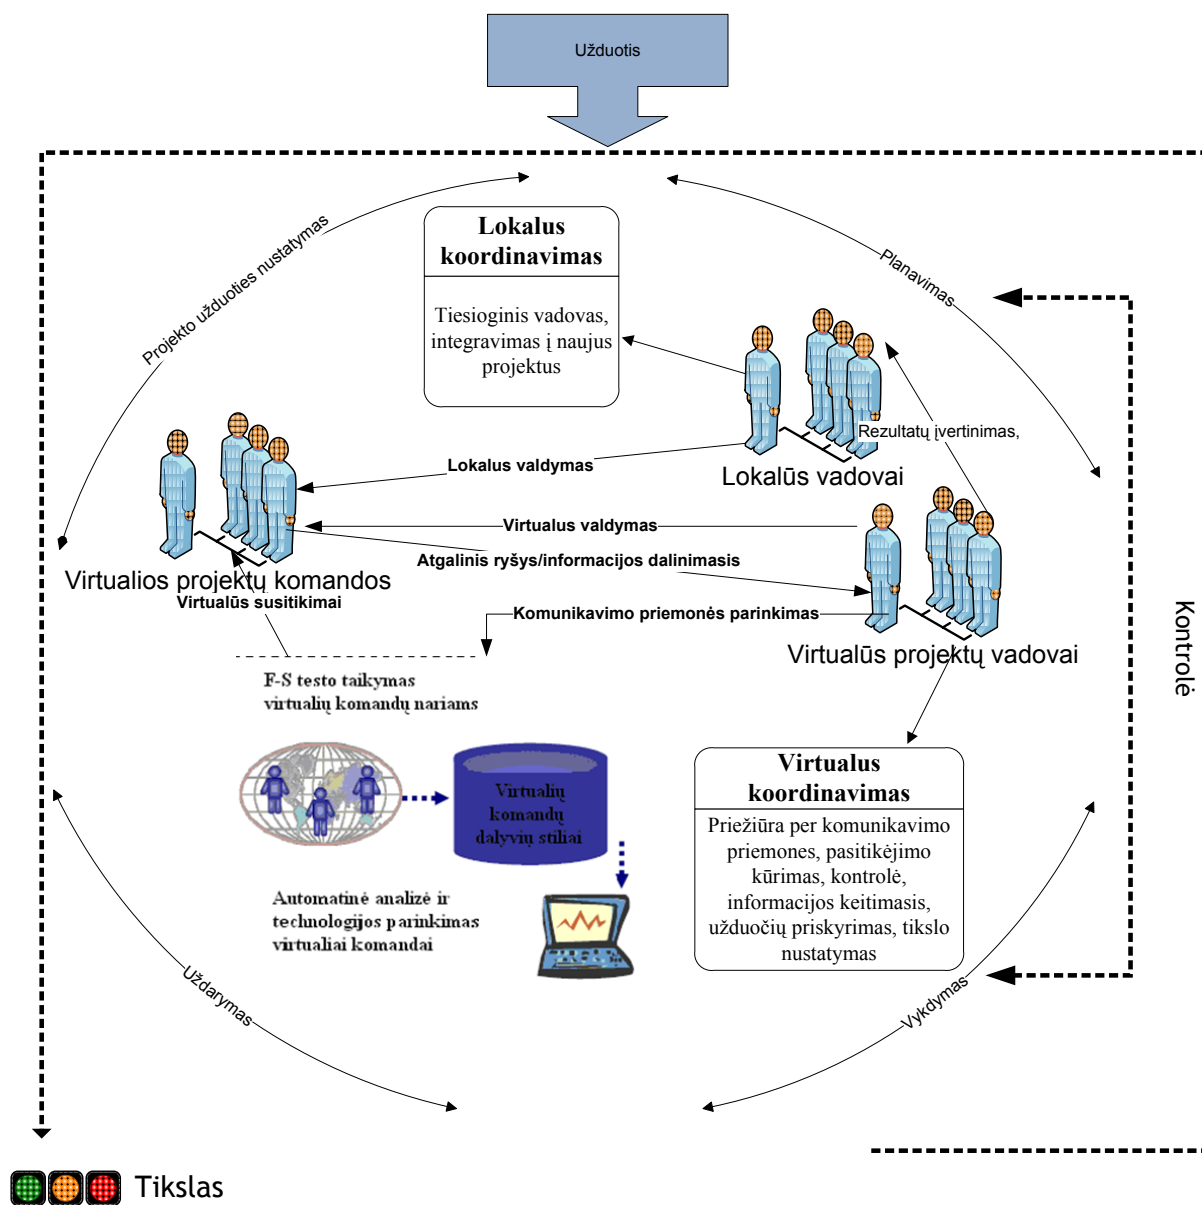 Užduotis
Projekto užduoties nustatymas
Planavimas
Lokalus
koordinavimas
Tiesioginis vadovas,
integravimas į naujus
projektus
Rezultatų įvertinimas,
Lokalūs vadovai
Lokalus valdymas
Virtualus valdymas
Atgalinis ryšys/informacijos dalinimasis
Virtualios projektų komandos
Virtualūs susitikimai
Komunikavimo priemonės parinkimas
Virtualūs projektų vadovai
Kontrolė
F-S testo taikymas
virtualių komandų nariams
Virtualių
komandų
dalyvių stiliai
Automatinė analizė ir
technologijos parinkimas
virtualiai komandai
Virtualus
koordinavimas
Priežiūra per komunikavimo
priemones, pasitikėjimo
kūrimas, kontrolė,
informacijos keitimasis,
užduočių priskyrimas, tikslo
nustatymas
Uždarymas
Vykdymas
Tikslas